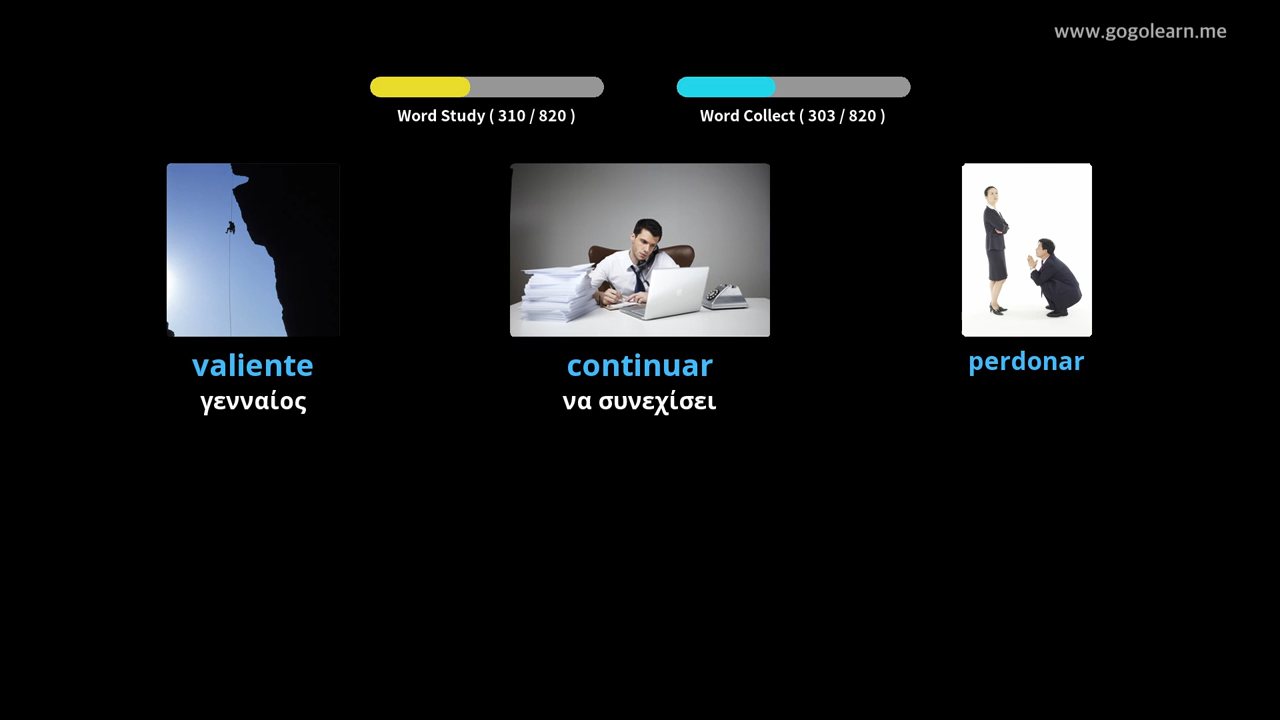 www.gogolearn.me
Word Study ( 310 / 820 )
Word Collect ( 303 / 820 )
valiente
γενναίος
continuar
να συνεχίσει
perdonar